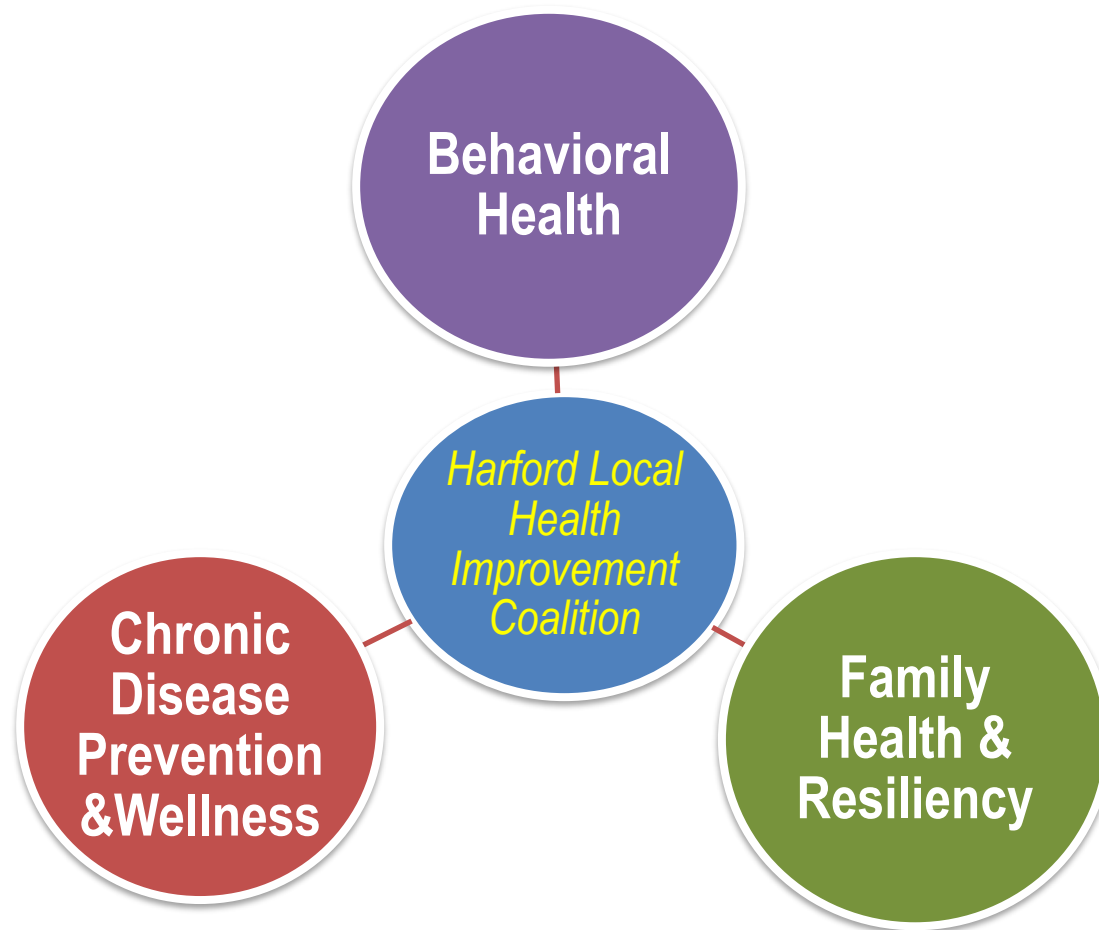 Behavioral
Health
Harford Local
Health
Improvement
Coalition
Chronic
Disease
Prevention
&Wellness
Family
Health &
Resiliency